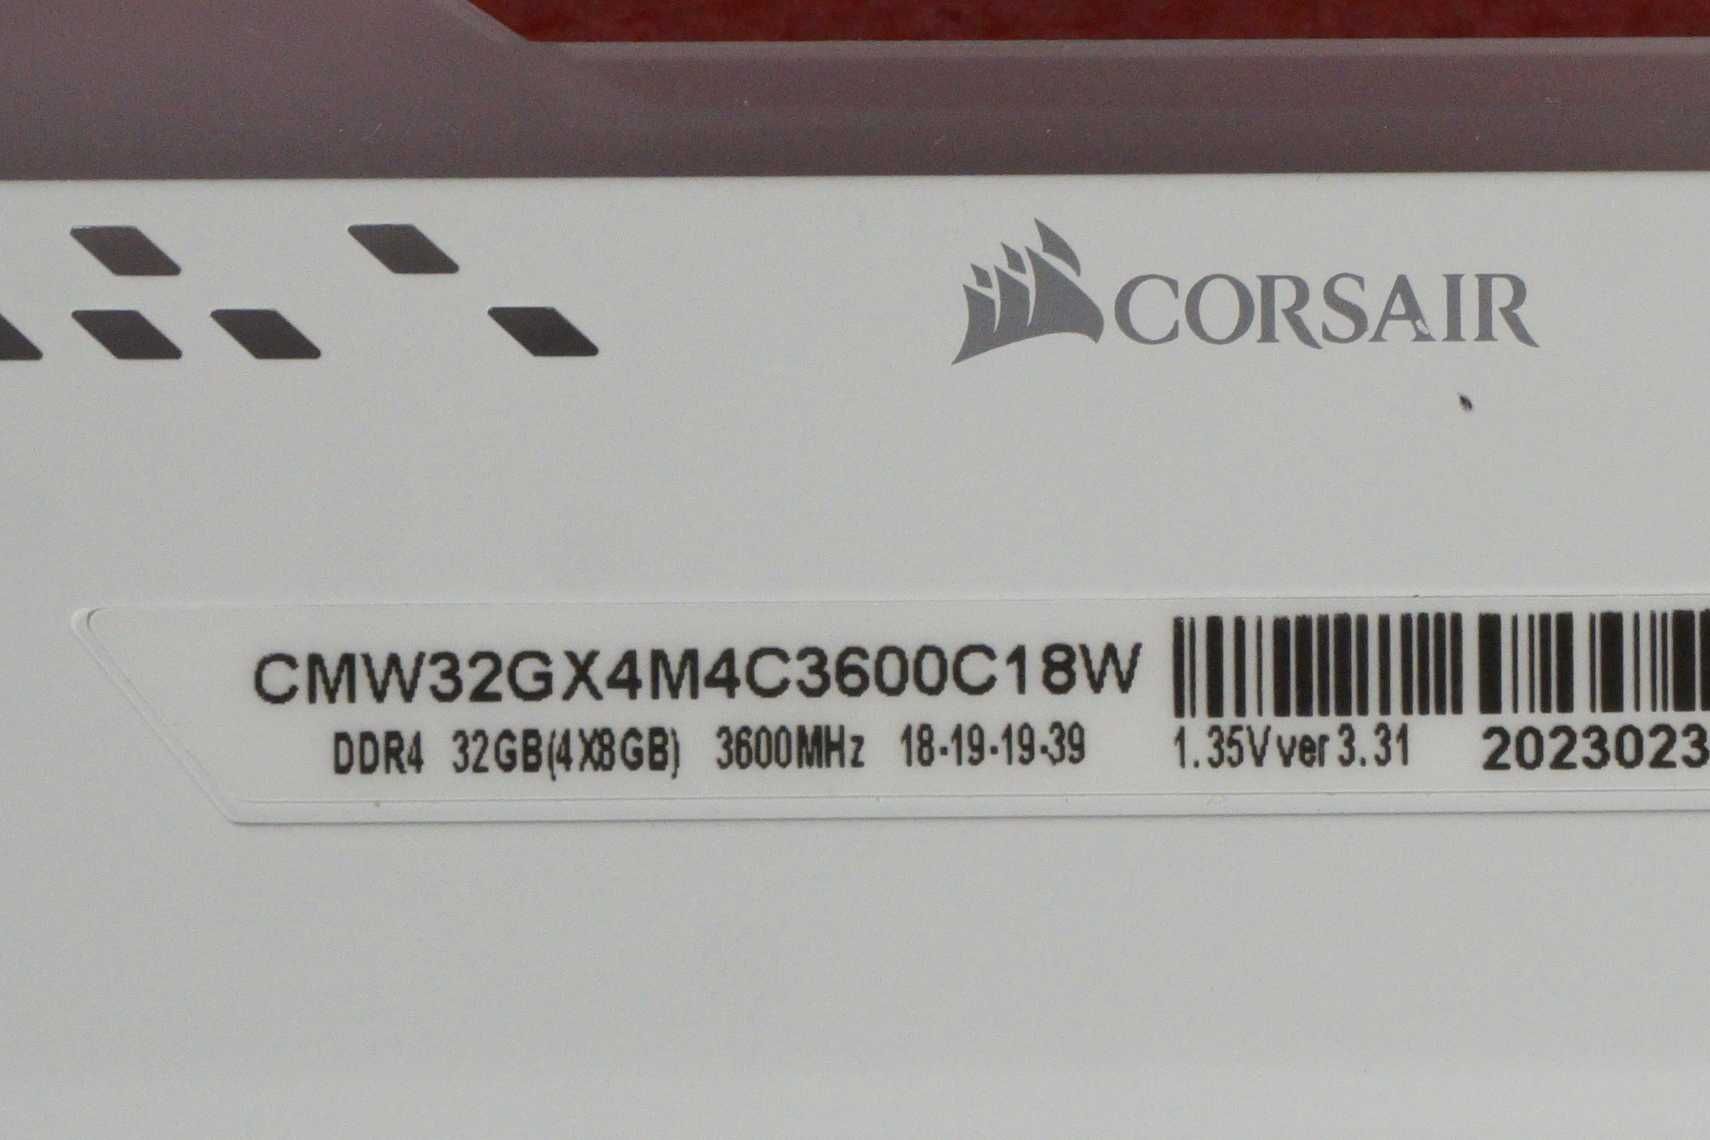 CORSAIR
CMW32GX4M4C3600C18W
DDR4 32GB(4X8GB) 3600MHz 18-19-19-39 1.35V ver 3.31 2023023